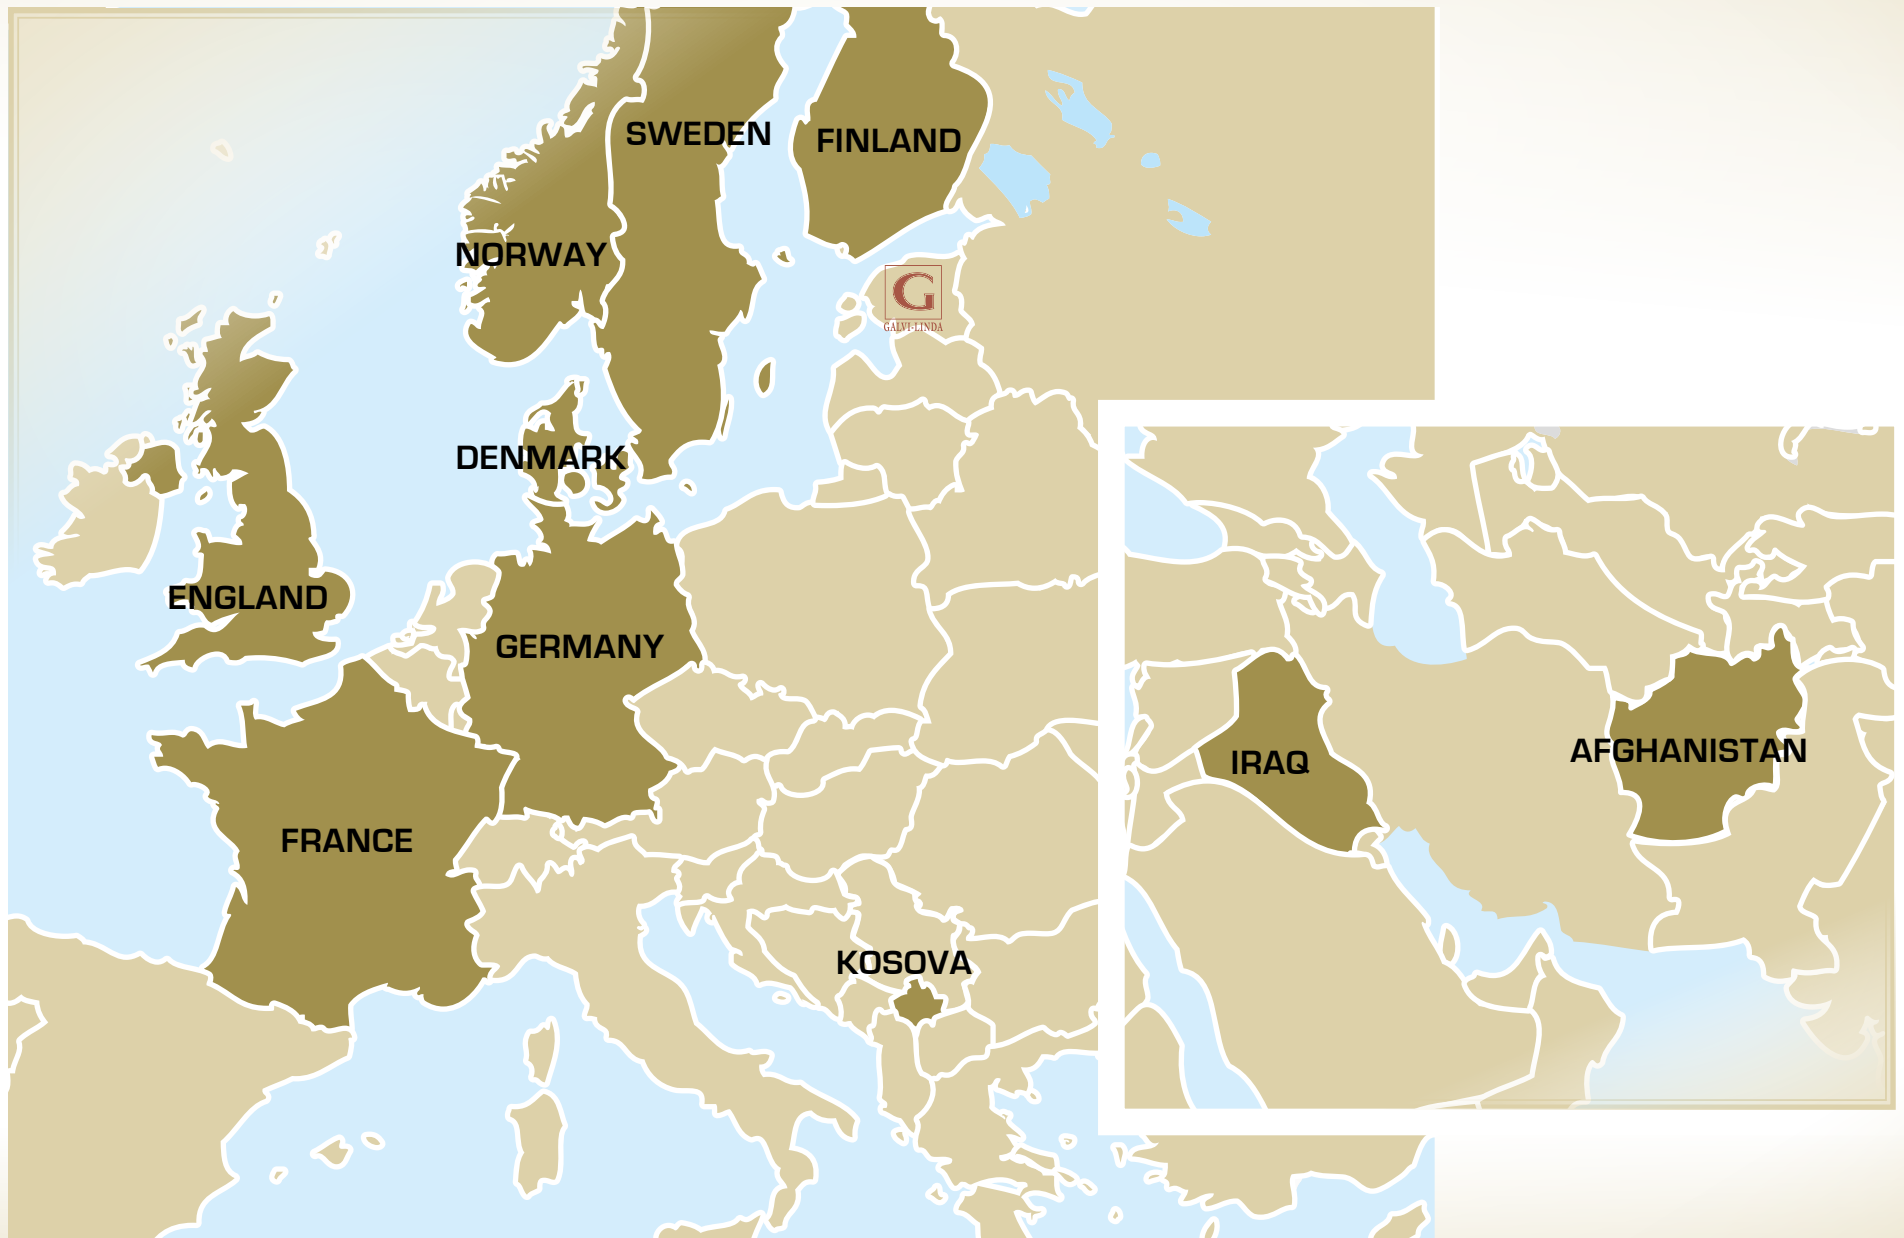 SWEDEN
FINLAND
NORWAY
G
GALVI-LINDA
DENMARK
ENGLAND
GERMANY
FRANCE
KOSOVA
IRAQ
AFGHANISTAN